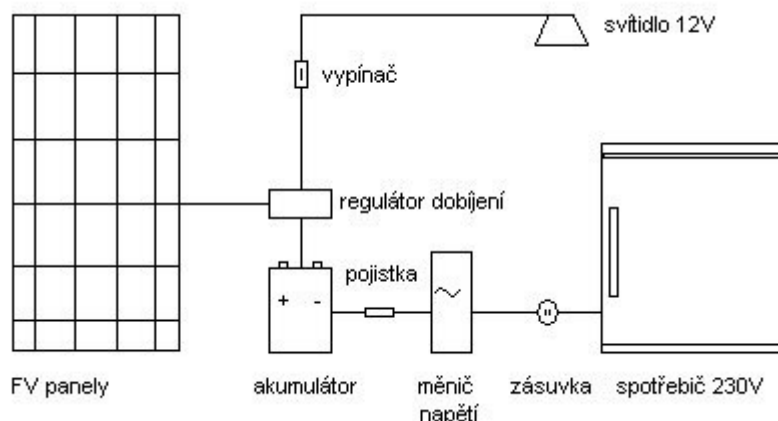 svítidlo 12V
vypínač
regulátor dobíjení
pojistka
+ -
FV panely
akumulátor
měnič
napětí
zásuvka
spotřebič 230V